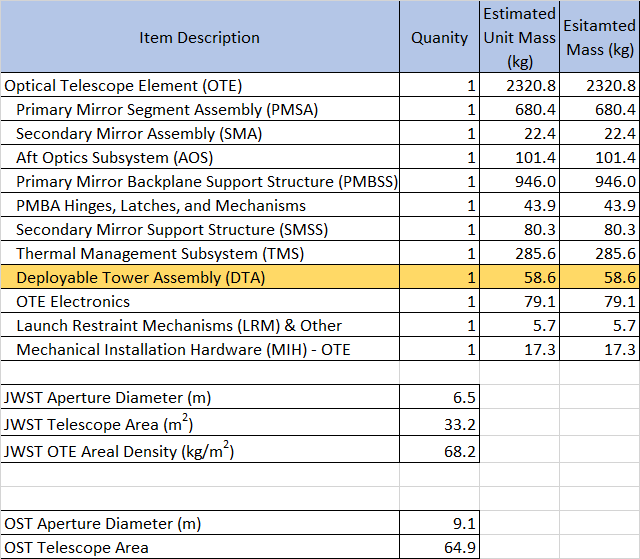 Item Description Quanity Estimated Unit Mass (kg) Esitamted Mass (kg)
Optical Telescope Element (OTE) 1 2320.8 2320.8
Primary Mirror Segment Assembly (PMSA) 1 680.4 680.4
Secondary Mirror Assembly (SMA) 1 22.4 22.4
Aft Optics Subsystem (AOS) 1 101.4 101.4
Primary Mirror Backplane Support Structure (PMBSS) 1 946.0 946.0
PMBA Hinges, Latches, and Mechanisms 1 43.9 43.9
Secondary Mirror Support Structure (SMSS) 1 80.3 80.3
Thermal Management Subsystem (TMS) 1 285.6 285.6
Deployable Tower Assembly (DTA) 1 58.6 58.6
OTE Electronics 1 79.1 79.1
Launch Restraint Mechanisms (LRM) & Other 1 5.7 5.7
Mechanical Installation Hardware (MIH) - OTE 1 17.3 17.3
JWST Aperture Diameter (m) 6.5
JWST Telescope Area (m²) 33.2
JWST OTE Areal Density (kg/m²) 68.2
OST Aperture Diameter (m) 9.1
OST Telescope Area 64.9